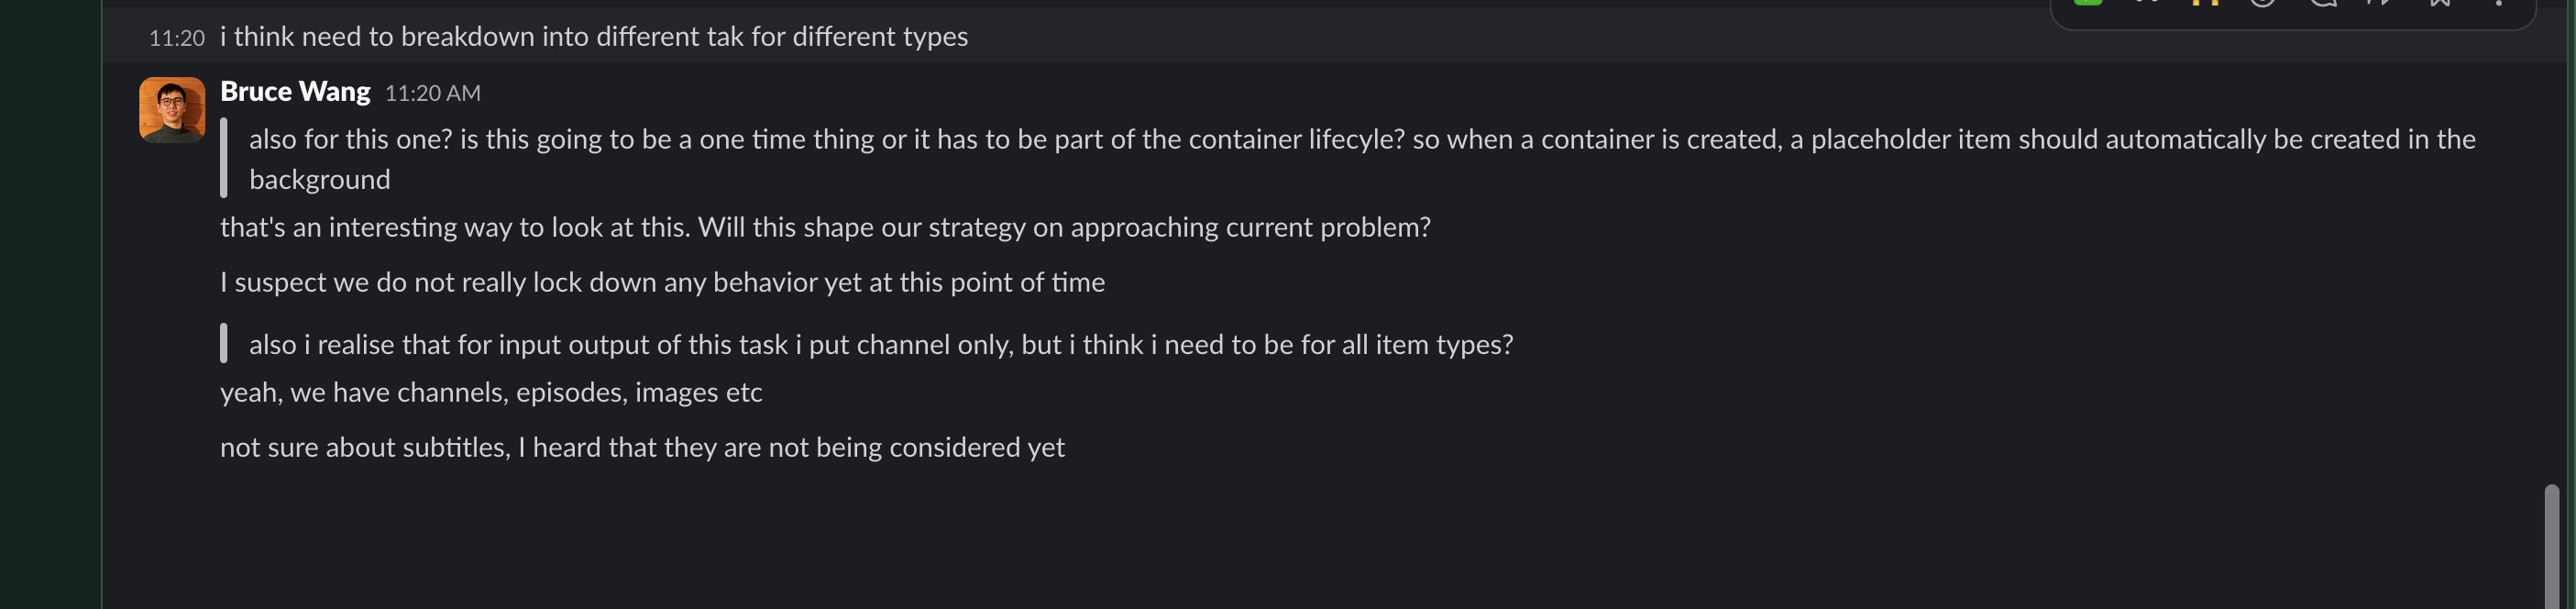 11:20 i think need to breakdown into different tak for different types
Bruce Wang 11:20 AM
also for this one? is this going to be a one time thing or it has to be part of the container lifecyle? so when a container is created, a placeholder item should automatically be created in the
background
that's an interesting way to look at this. Will this shape our strategy on approaching current problem?
I suspect we do not really lock down any behavior yet at this point of time
also i realise that for input output of this task i put channel only, but i think i need to be for all item types?
yeah, we have channels, episodes, images etc
not sure about subtitles, I heard that they are not being considered yet